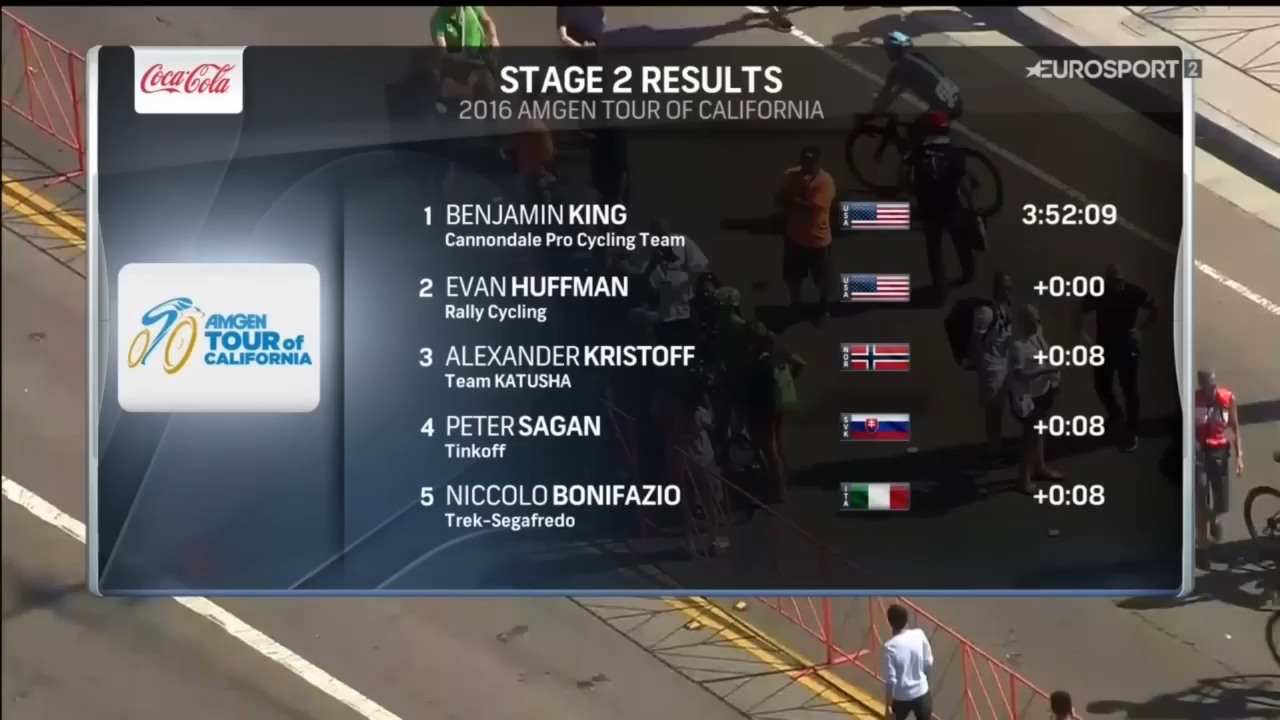 Coca-Cola
STAGE 2 RESULTS
EUROSPORT 2
2016 AMGEN TOUR OF CALIFORNIA
1 BENJAMIN KING USA 3:52:09
Cannondale Pro Cycling Team
2 EVAN HUFFMAN USA +0:00
Rally Cycling
AMGEN
TOUR of
CALIFORNIA
3 ALEXANDER KRISTOFF NOR +0:08
Team KATUSHA
4 PETER SAGAN SVK +0:08
Tinkoff
5 NICCOLO BONIFAZIO ITA +0:08
Trek-Segafredo